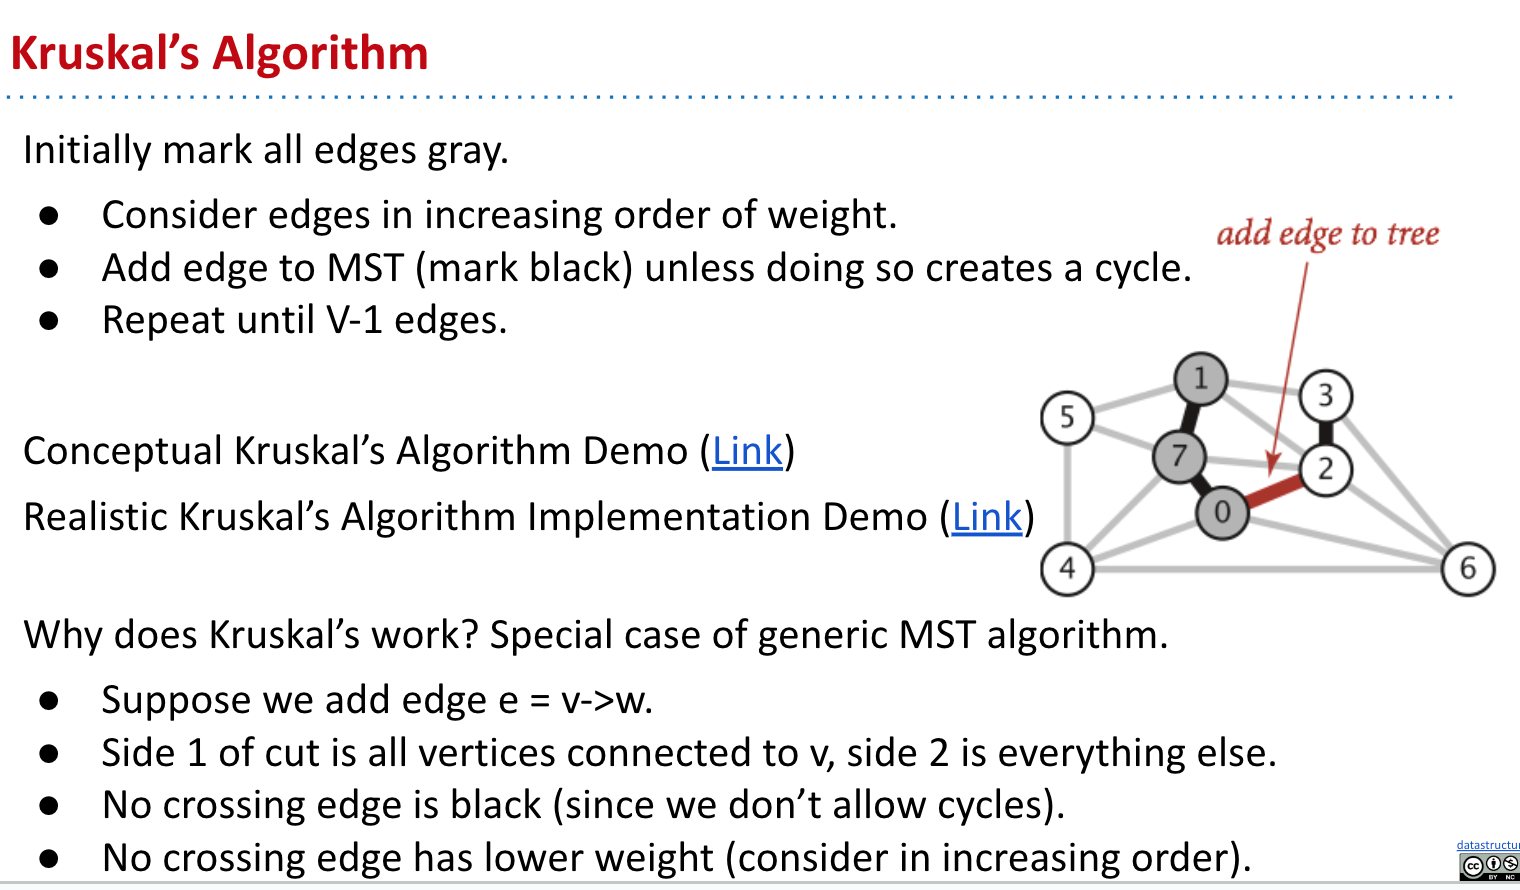 Kruskal’s Algorithm
Initially mark all edges gray.
● Consider edges in increasing order of weight.
● Add edge to MST (mark black) unless doing so creates a cycle.
● Repeat until V-1 edges.
add edge to tree
1
3
5
7
2
0
4
6
Conceptual Kruskal’s Algorithm Demo (Link)
Realistic Kruskal’s Algorithm Implementation Demo (Link)
Why does Kruskal’s work? Special case of generic MST algorithm.
● Suppose we add edge e = v->w.
● Side 1 of cut is all vertices connected to v, side 2 is everything else.
● No crossing edge is black (since we don’t allow cycles).
● No crossing edge has lower weight (consider in increasing order).
datastructur
cc
BY NC